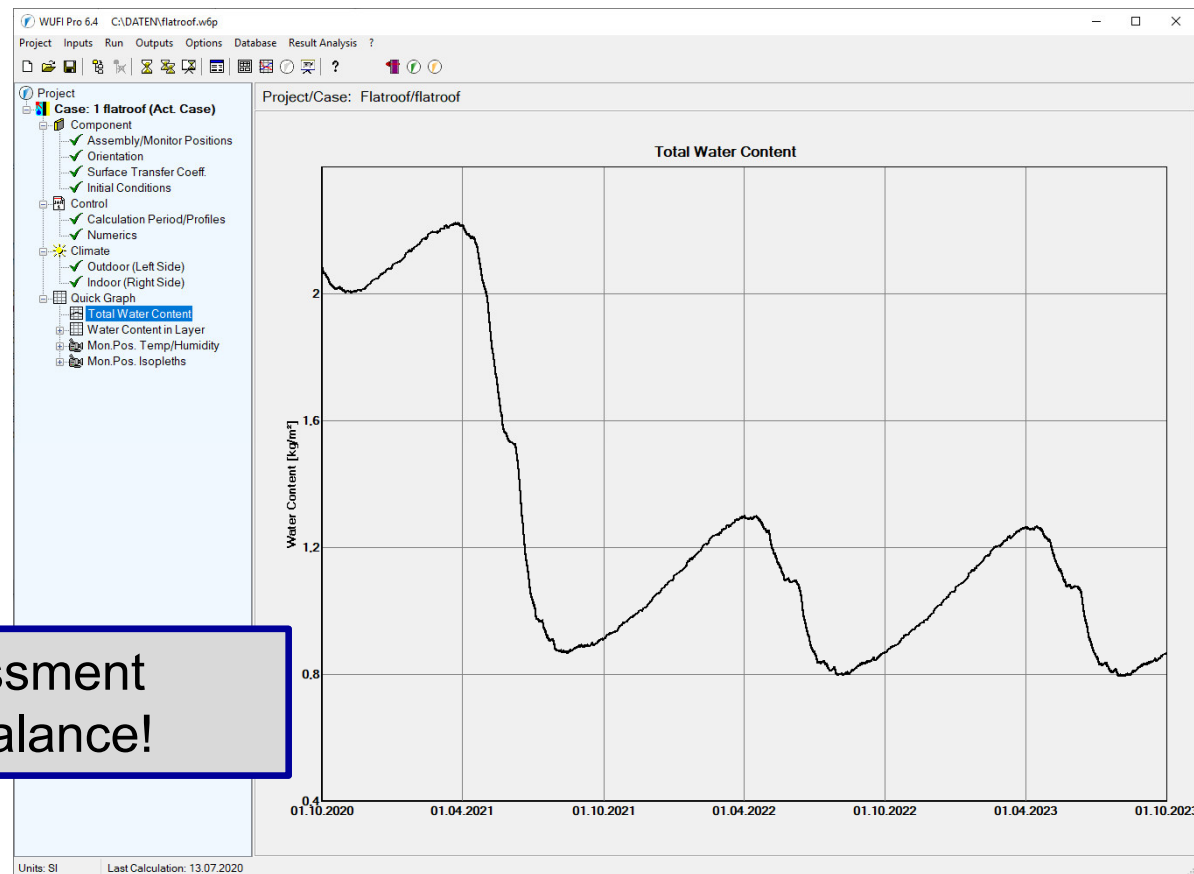 WUFI Pro 6.4 C:\DATEN\flatroof.w6p
Project Inputs Run Outputs Options Database Result Analysis ?
Project
Case: 1 flatroof (Act. Case)
Component
Assembly/Monitor Positions
Orientation
Surface Transfer Coeff.
Initial Conditions
Control
Calculation Period/Profiles
Numerics
Climate
Outdoor (Left Side)
Indoor (Right Side)
Quick Graph
Total Water Content
Water Content in Layer
Mon.Pos. Temp/Humidity
Mon.Pos. Isopleths
Project/Case: Flatroof/flatroof
Total Water Content
Water Content [kg/m²]
2
1,6
1,2
0,8
0,4
01.10.2020 01.04.2021 01.10.2021 01.04.2022 01.10.2022 01.04.2023 01.10.2023
ssment
alance!
Units: SI Last Calculation: 13.07.2020